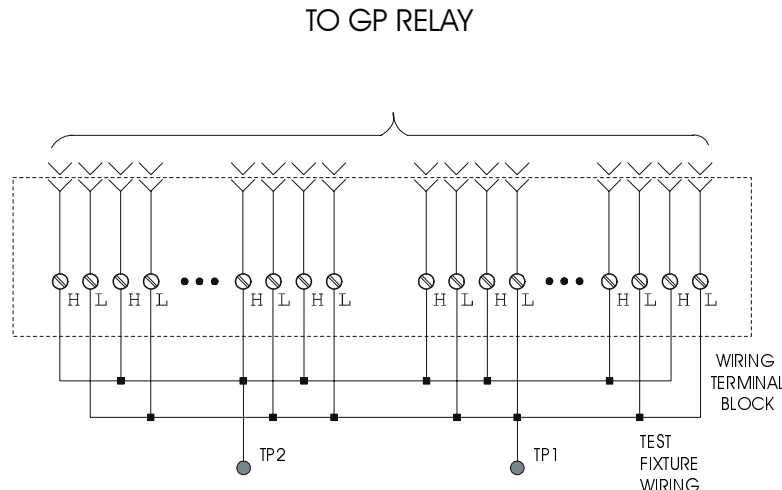 TO GP RELAY
H L H L ••• H L H L H L H L ••• H L H L
WIRING
TERMINAL
BLOCK
TP2
TP1
TEST
FIXTURE
WIRING